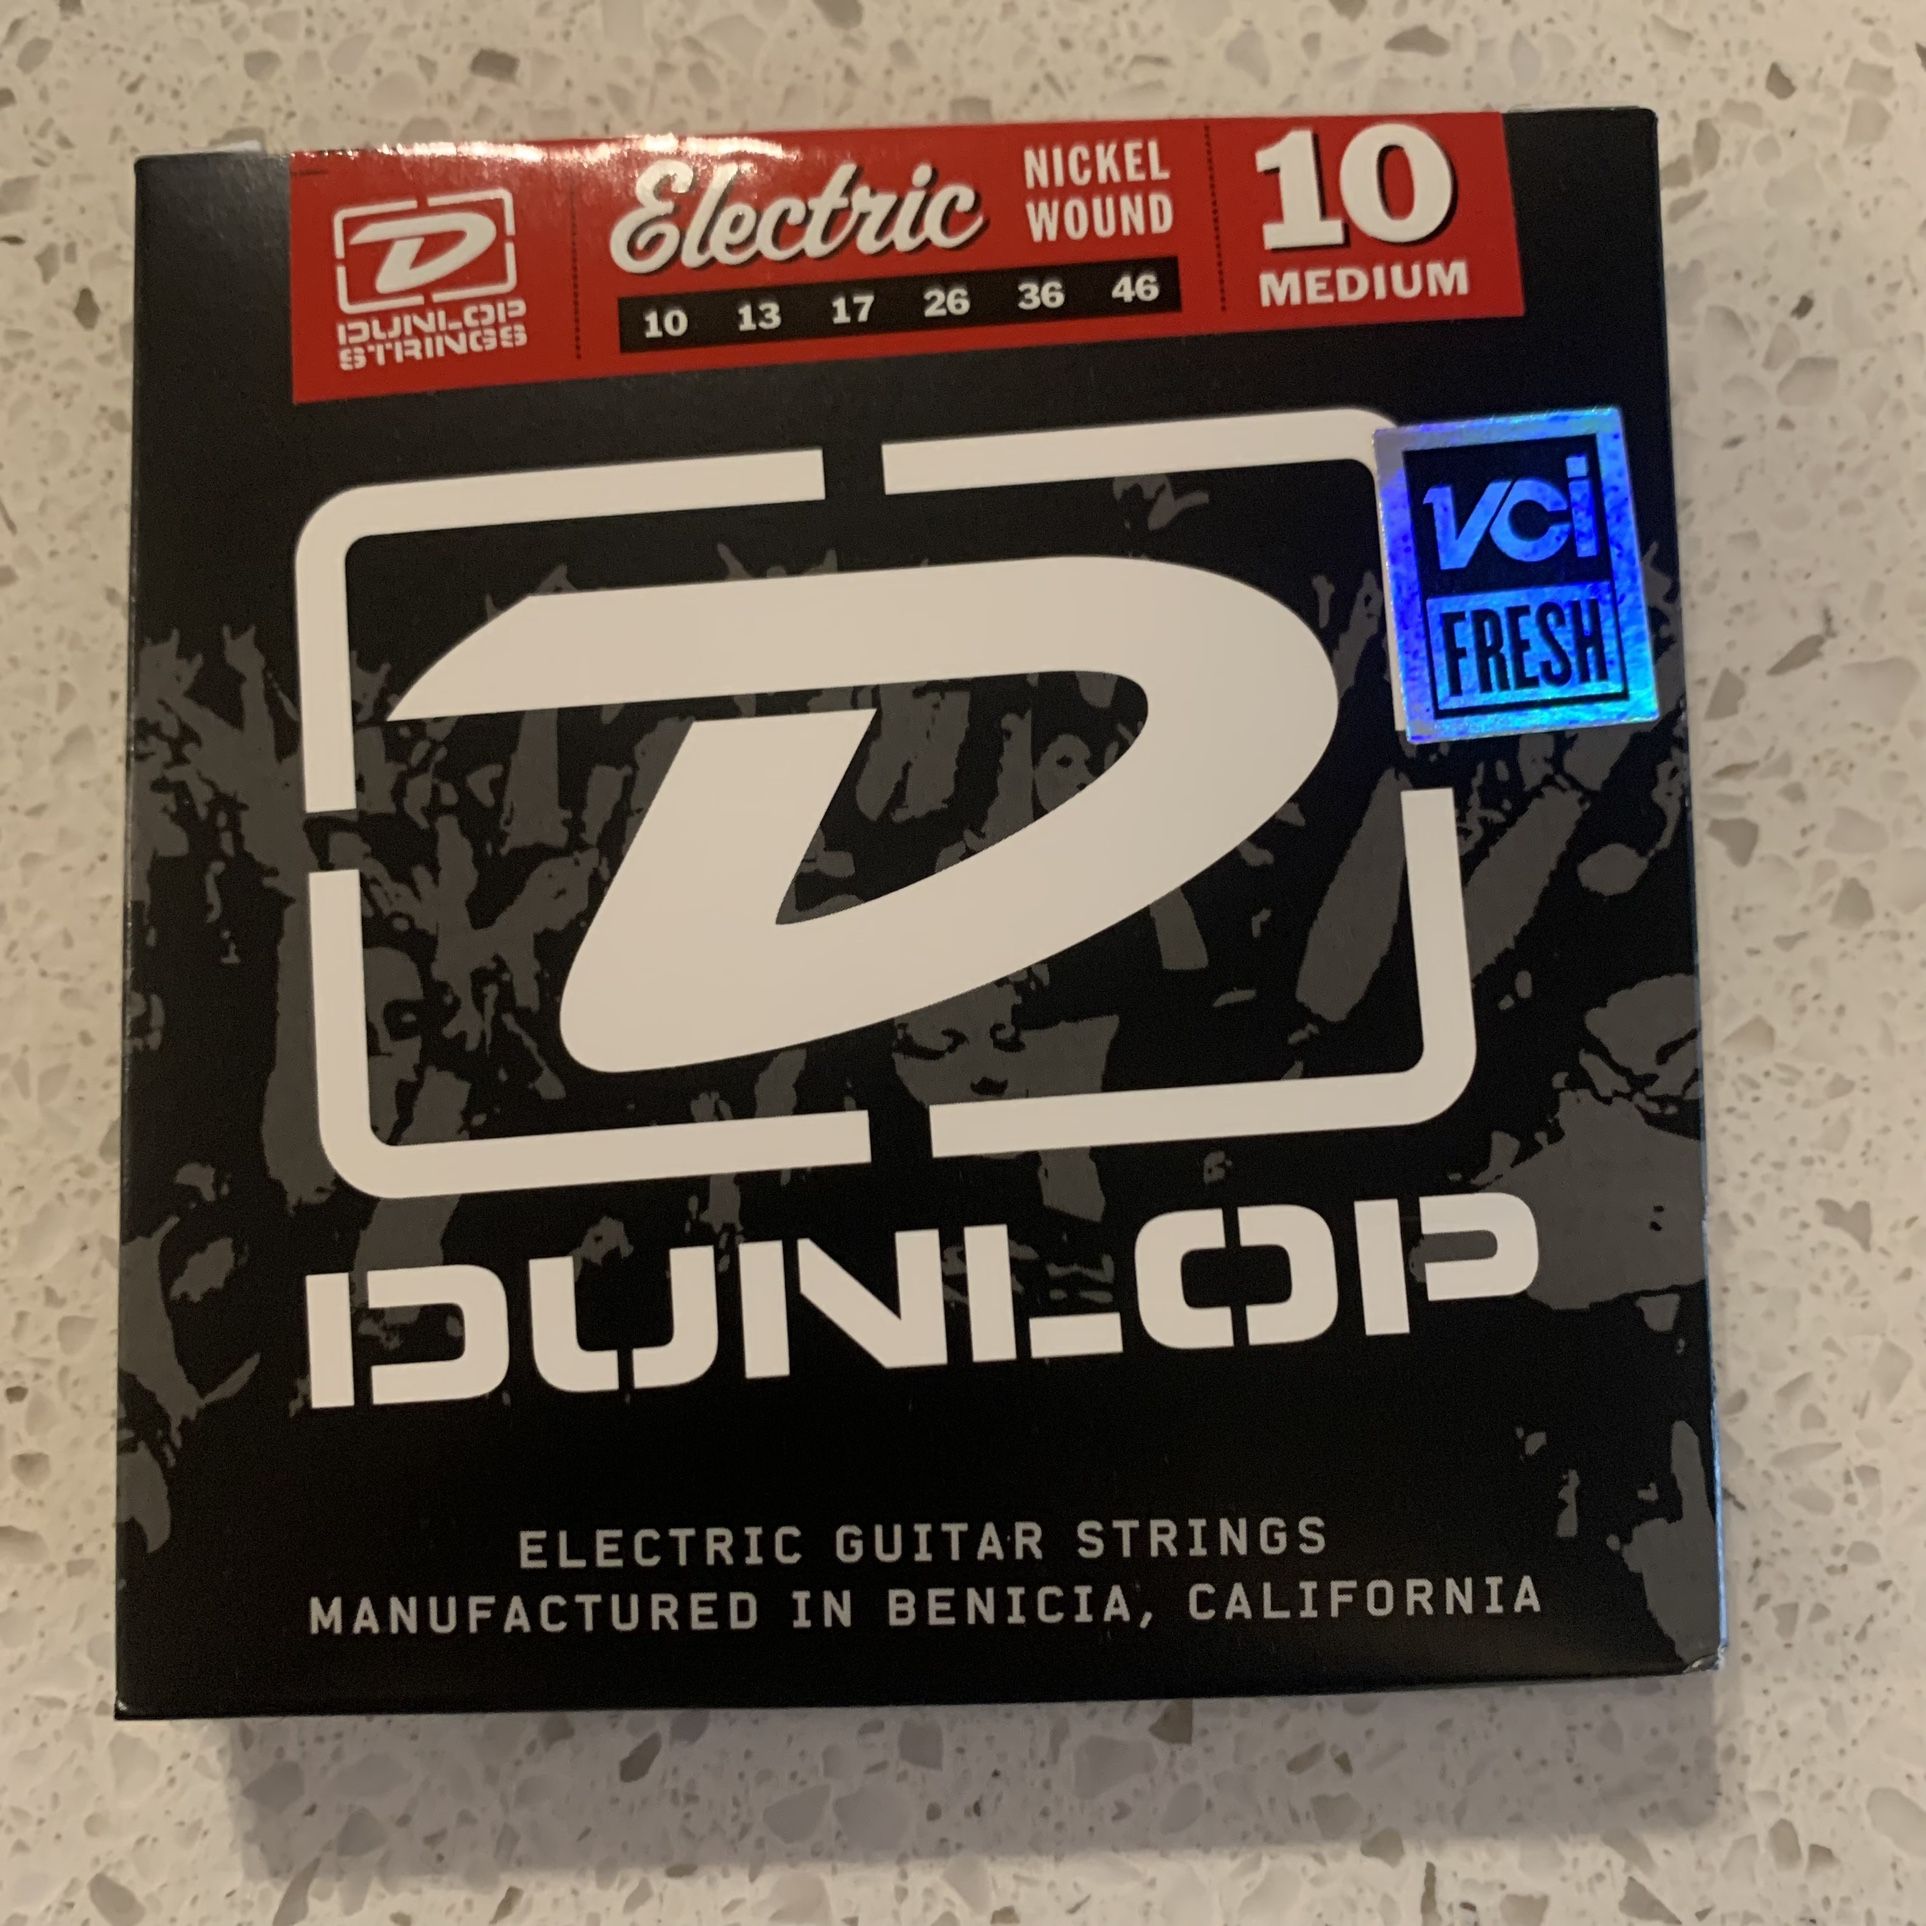 DUNLOP
STRINGS
Electric
NICKEL
WOUND
10 13 17 26 36 46
10
MEDIUM
VCi
FRESH
D
DUNLOP
ELECTRIC GUITAR STRINGS
MANUFACTURED IN BENICIA, CALIFORNIA